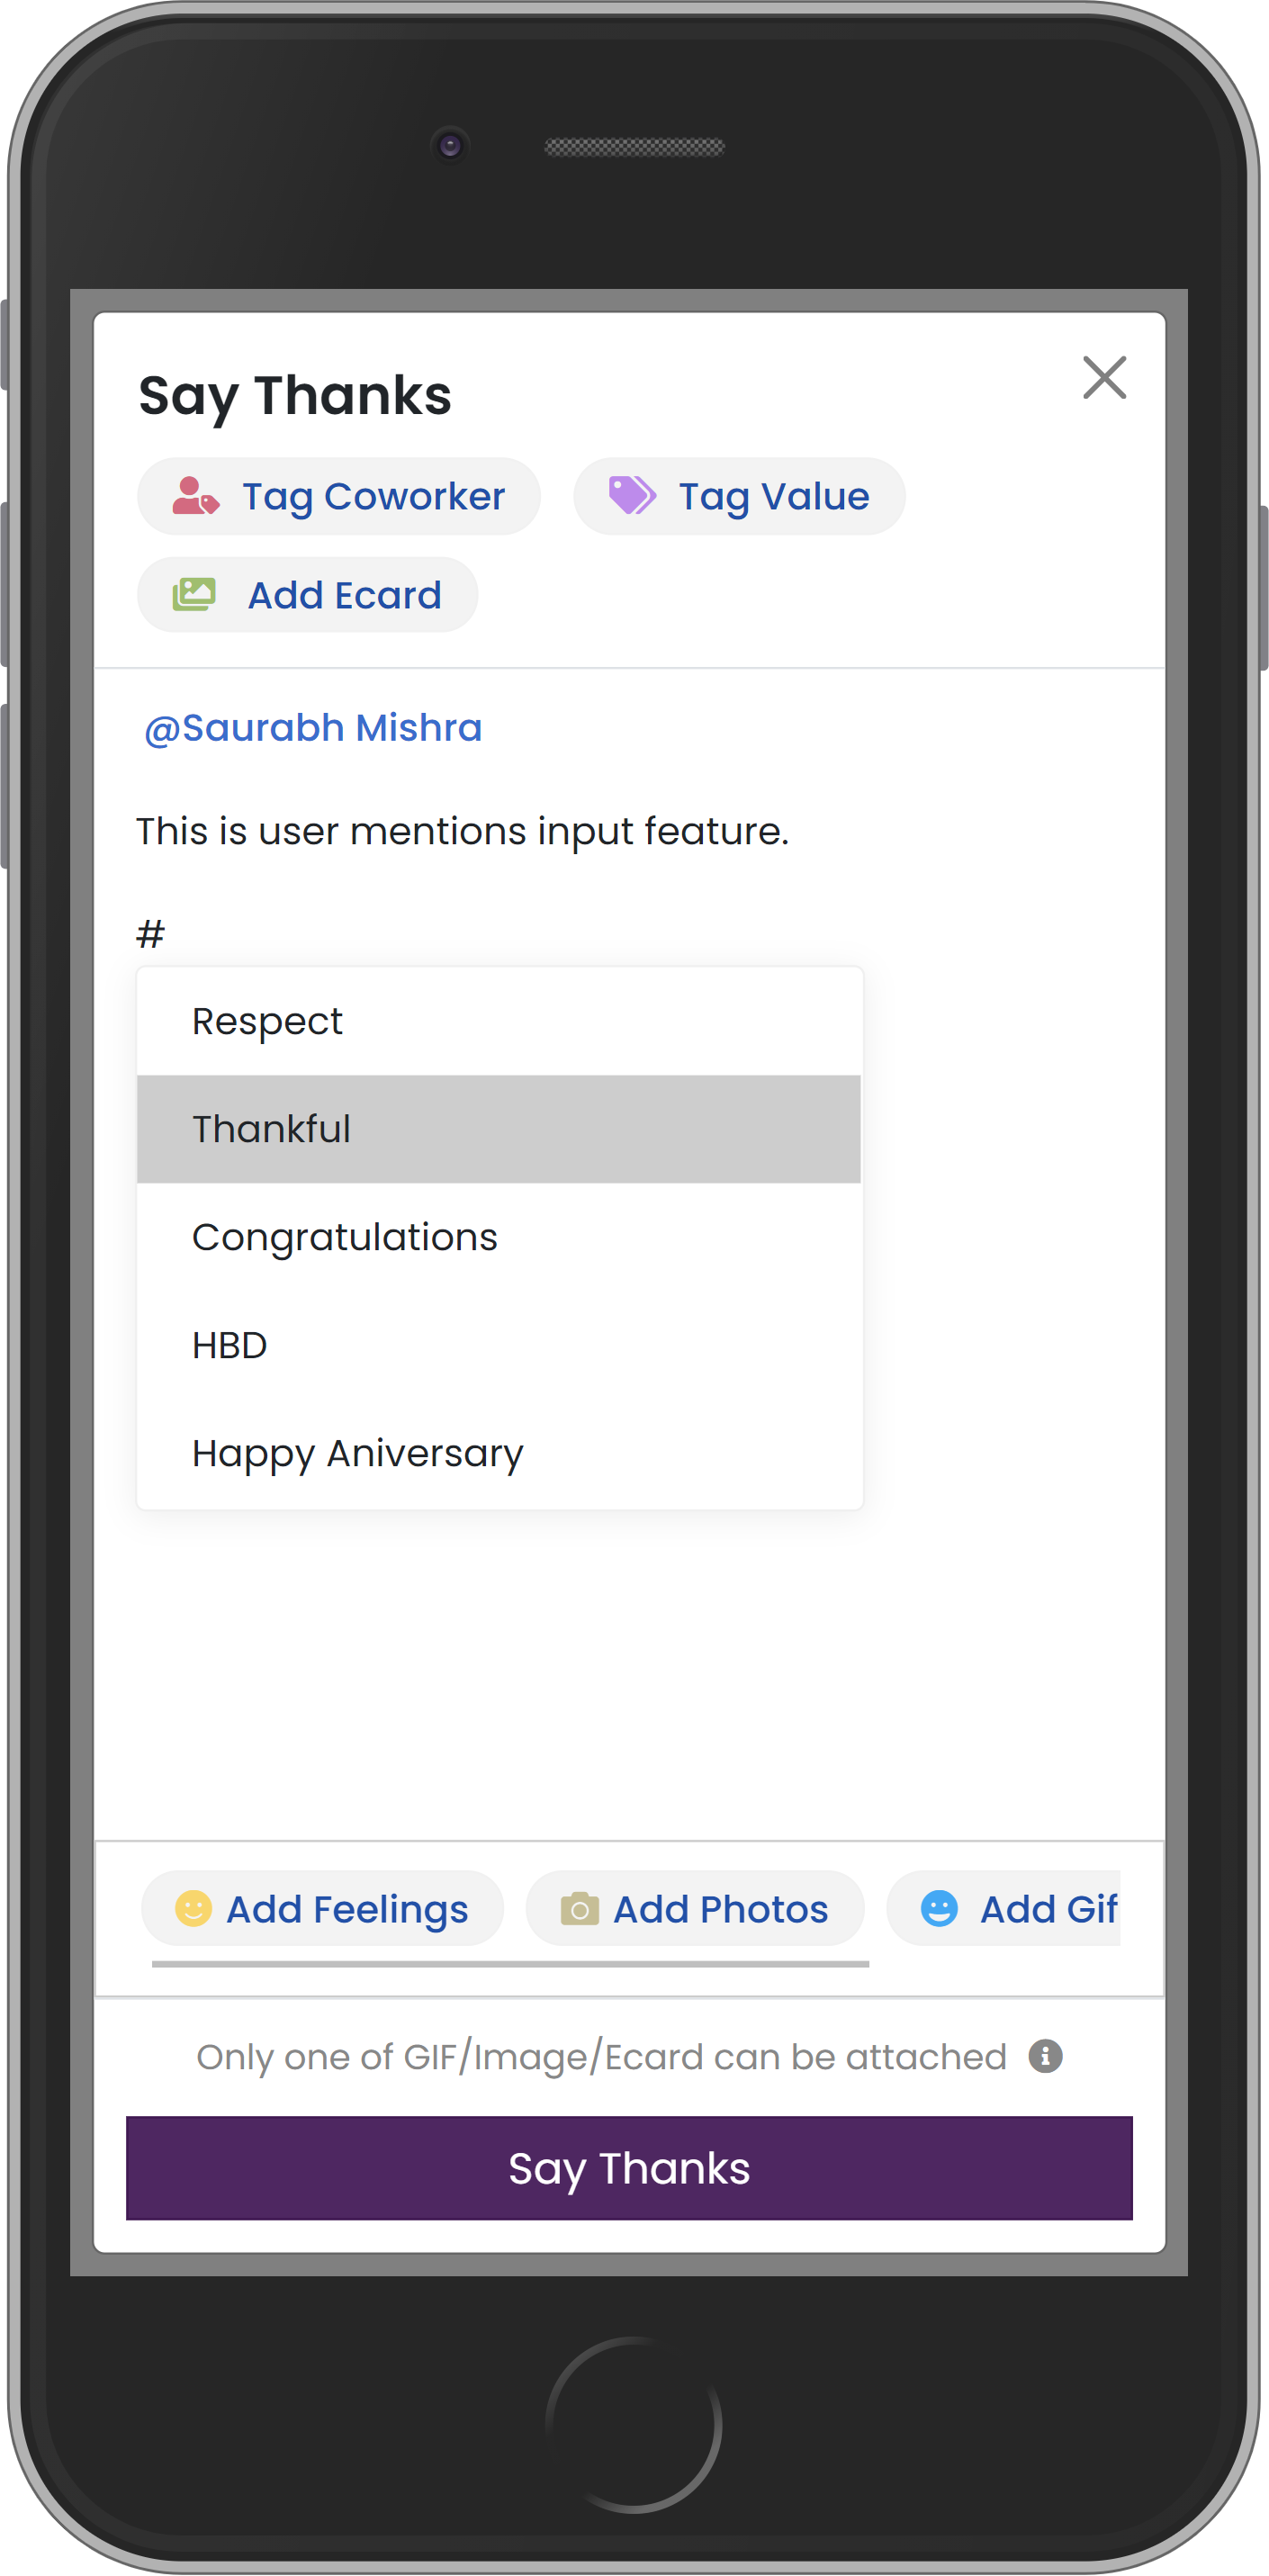 Say Thanks
Tag Coworker Tag Value
Add Ecard
@Saurabh Mishra
This is user mentions input feature.
#
Respect
Thankful
Congratulations
HBD
Happy Aniversary
Add Feelings Add Photos Add Gif
Only one of GIF/Image/Ecard can be attached
Say Thanks